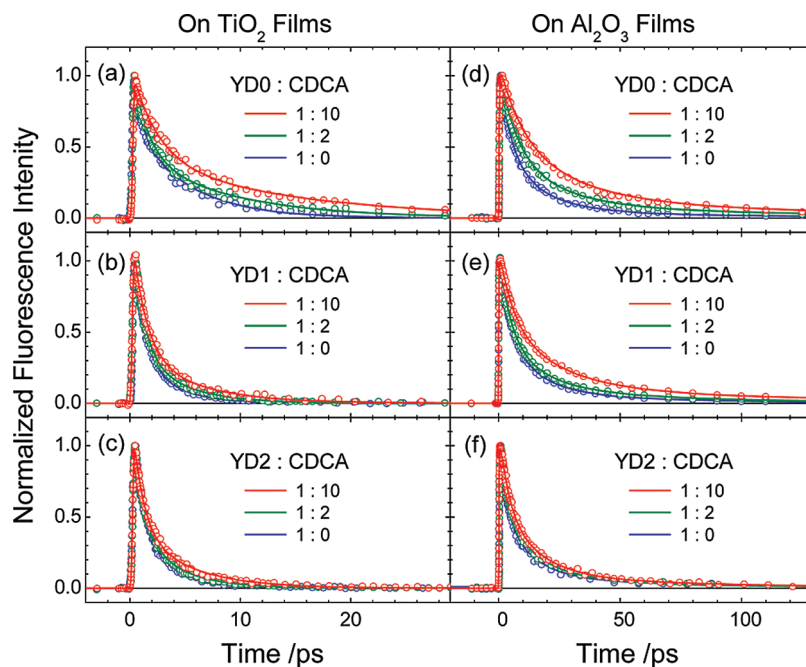 On TiO₂ Films
On Al₂O₃ Films
Normalized Fluorescence Intenity
(a)
YD0 : CDCA
1 : 10
1 : 2
1 : 0
1.0
0.5
0.0
(d)
YD0 : CDCA
1 : 10
1 : 2
1 : 0
(b)
YD1 : CDCA
1 : 10
1 : 2
1 : 0
1.0
0.5
0.0
(e)
YD1 : CDCA
1 : 10
1 : 2
1 : 0
(c)
YD2 : CDCA
1 : 10
1 : 2
1 : 0
1.0
0.5
0.0
(f)
YD2 : CDCA
1 : 10
1 : 2
1 : 0
0 10 20
0 50 100
Time /ps
Time /ps